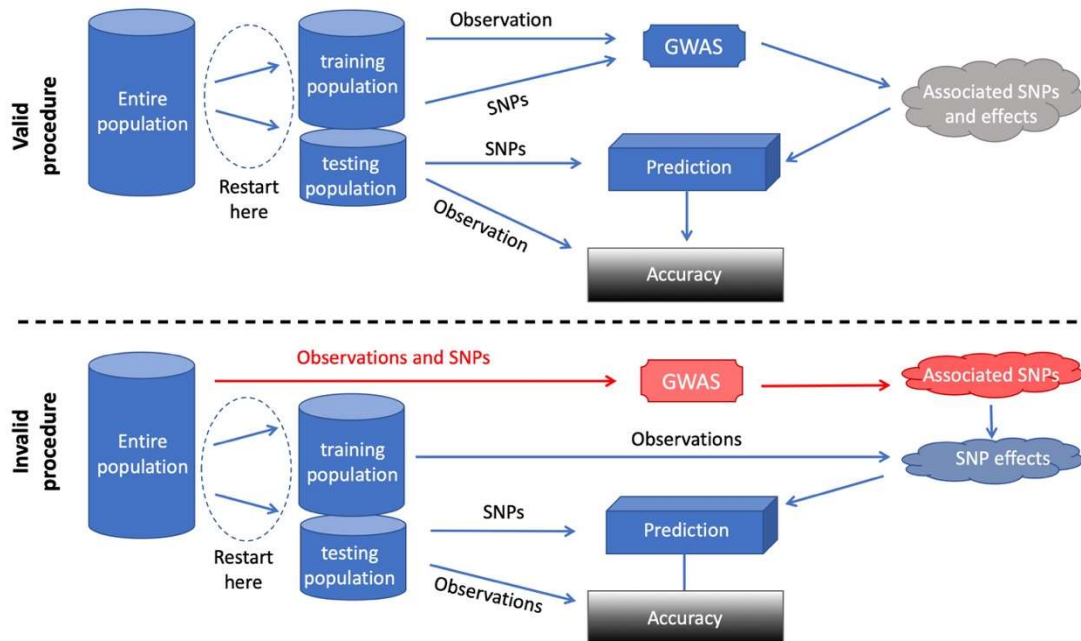 Valid
procedure
Entire
population
Restart
here
training
population
testing
population
Observation
SNPs
SNPs
Observation
GWAS
Prediction
Accuracy
Associated SNPs
and effects
Invalid
procedure
Observations and SNPs
GWAS
Associated SNPs
Entire
population
Restart
here
training
population
testing
population
Observations
SNP effects
SNPs
Prediction
Observations
Accuracy